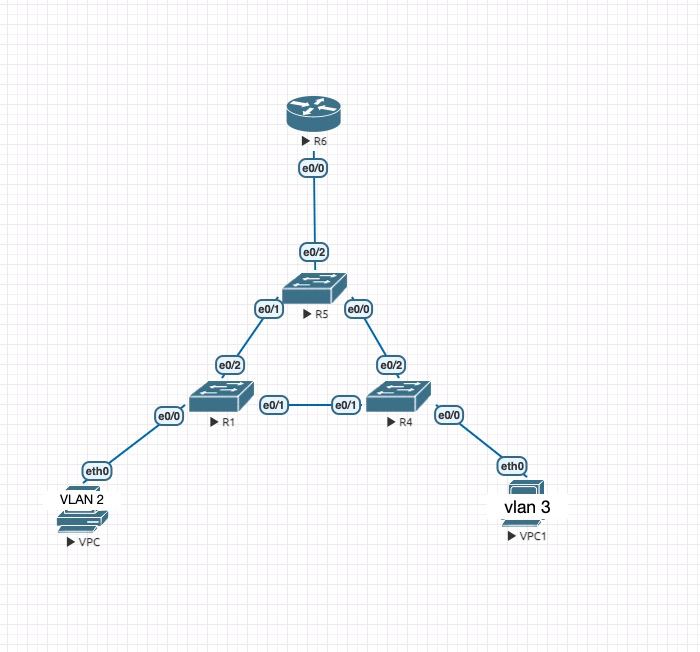 R6
e0/0
e0/2
R5
e0/1
e0/0
e0/2
e0/2
R1
e0/1
e0/1
R4
e0/0
e0/0
eth0
eth0
VLAN 2
vlan 3
VPC
VPC1